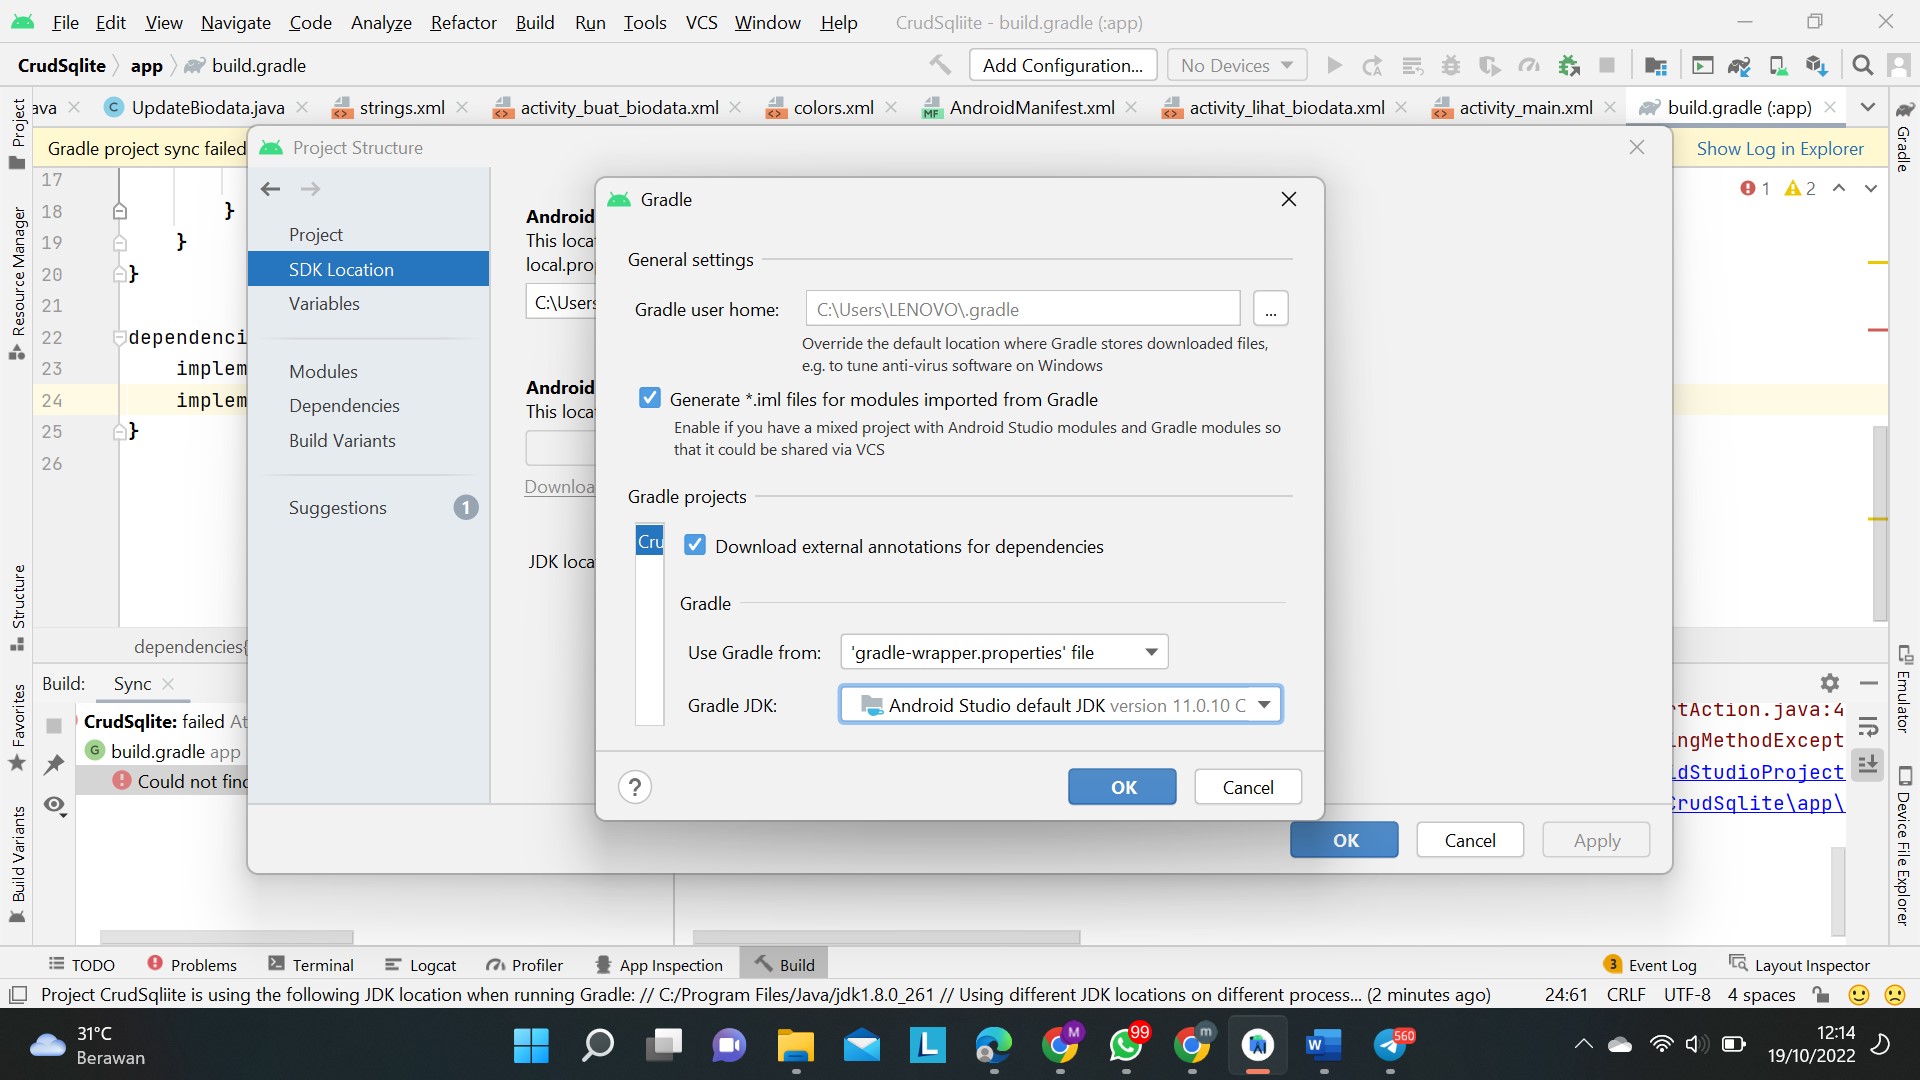 File Edit View Navigate Code Analyze Refactor Build Run Tools VCS Window Help CrudSqliite - build.gradle (:app)
CrudSqlite app build.gradle Add Configuration... No Devices
ava UpdateBiodata.java strings.xml activity_buat_biodata.xml colors.xml AndroidManifest.xml activity_lihat_biodata.xml activity_main.xml build.gradle (:app)
Gradle project sync failed Show Log in Explorer
Project Structure
1 2
17
18 }
19 }
20 }
21
22 dependenci
23 implem
24 implem
25 }
26
dependencies{
Project
SDK Location
Variables
Modules
Dependencies
Build Variants
Suggestions 1
Android
This loca
local.pro
C:\Users
Android
This loca
Downloa
JDK loca
Gradle
General settings
Gradle user home: C:\Users\LENOVO\.gradle ...
Override the default location where Gradle stores downloaded files,
e.g. to tune anti-virus software on Windows
Generate *.iml files for modules imported from Gradle
Enable if you have a mixed project with Android Studio modules and Gradle modules so
that it could be shared via VCS
Gradle projects
Cru
Download external annotations for dependencies
Gradle
Use Gradle from: 'gradle-wrapper.properties' file
Gradle JDK: Android Studio default JDK version 11.0.10 C
? OK Cancel
OK Cancel Apply
Build: Sync
CrudSqlite: failed At
build.gradle app
Could not find
rtAction.java:4
ingMethodExcept
idStudioProject
CrudSqlite\app\
Project
Resource Manager
Structure
Favorites
Build Variants
Gradle
Emulator
Device File Explorer
TODO Problems Terminal Logcat Profiler App Inspection Build 3 Event Log Layout Inspector
Project CrudSqliite is using the following JDK location when running Gradle: // C:/Program Files/Java/jdk1.8.0_261 // Using different JDK locations on different process... (2 minutes ago) 24:61 CRLF UTF-8 4 spaces
31°C
Berawan
L
M
99
m
W
560
12:14
19/10/2022